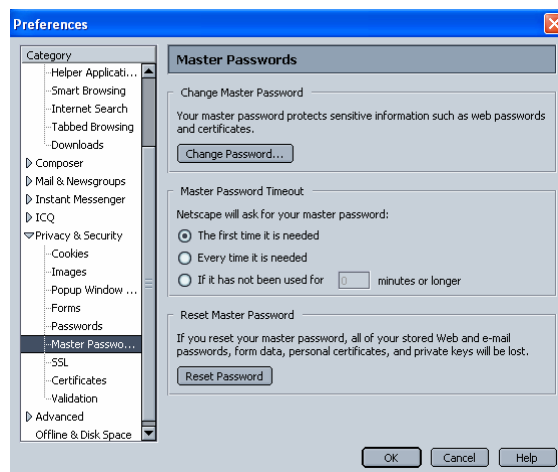 Preferences
Category
Helper Applicati...
Smart Browsing
Internet Search
Tabbed Browsing
Downloads
Composer
Mail & Newsgroups
Instant Messenger
ICQ
Privacy & Security
Cookies
Images
Popup Window ...
Forms
Passwords
Master Passwo...
SSL
Certificates
Validation
Advanced
Offline & Disk Space
Master Passwords
Change Master Password
Your master password protects sensitive information such as web passwords
and certificates.
Change Password...
Master Password Timeout
Netscape will ask for your master password:
The first time it is needed
Every time it is needed
If it has not been used for 0 minutes or longer
Reset Master Password
If you reset your master password, all of your stored Web and e-mail
passwords, form data, personal certificates, and private keys will be lost.
Reset Password
OK Cancel Help